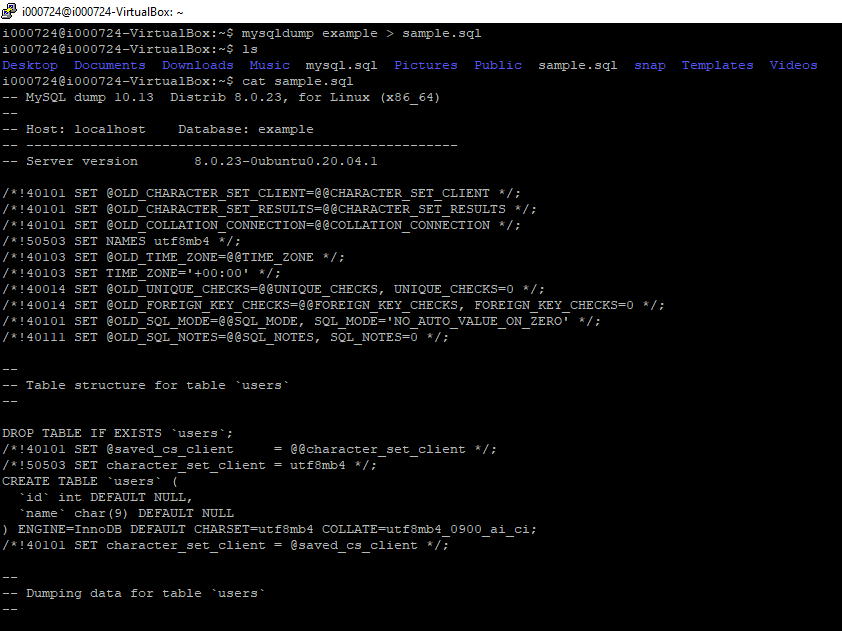 i000724@i000724-VirtualBox: ~
i000724@i000724-VirtualBox:~$ mysqldump example > sample.sql
i000724@i000724-VirtualBox:~$ ls
Desktop  Documents  Downloads  Music  mysql.sql  Pictures  Public  sample.sql  snap  Templates  Videos
i000724@i000724-VirtualBox:~$ cat sample.sql
-- MySQL dump 10.13  Distrib 8.0.23, for Linux (x86_64)
--
-- Host: localhost    Database: example
-- ------------------------------------------------------
-- Server version       8.0.23-0ubuntu0.20.04.1

/*!40101 SET @OLD_CHARACTER_SET_CLIENT=@@CHARACTER_SET_CLIENT */;
/*!40101 SET @OLD_CHARACTER_SET_RESULTS=@@CHARACTER_SET_RESULTS */;
/*!40101 SET @OLD_COLLATION_CONNECTION=@@COLLATION_CONNECTION */;
/*!50503 SET NAMES utf8mb4 */;
/*!40103 SET @OLD_TIME_ZONE=@@TIME_ZONE */;
/*!40103 SET TIME_ZONE='+00:00' */;
/*!40014 SET @OLD_UNIQUE_CHECKS=@@UNIQUE_CHECKS, UNIQUE_CHECKS=0 */;
/*!40014 SET @OLD_FOREIGN_KEY_CHECKS=@@FOREIGN_KEY_CHECKS, FOREIGN_KEY_CHECKS=0 */;
/*!40101 SET @OLD_SQL_MODE=@@SQL_MODE, SQL_MODE='NO_AUTO_VALUE_ON_ZERO' */;
/*!40111 SET @OLD_SQL_NOTES=@@SQL_NOTES, SQL_NOTES=0 */;

--
-- Table structure for table `users`
--

DROP TABLE IF EXISTS `users`;
/*!40101 SET @saved_cs_client     = @@character_set_client */;
/*!50503 SET character_set_client = utf8mb4 */;
CREATE TABLE `users` (
  `id` int DEFAULT NULL,
  `name` char(9) DEFAULT NULL
) ENGINE=InnoDB DEFAULT CHARSET=utf8mb4 COLLATE=utf8mb4_0900_ai_ci;
/*!40101 SET character_set_client = @saved_cs_client */;

--
-- Dumping data for table `users`
--